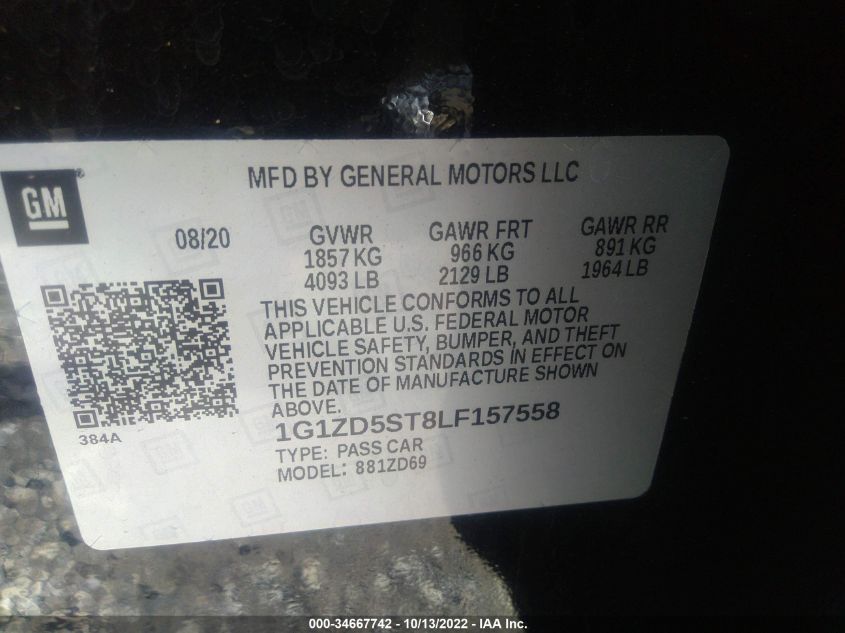 MFD BY GENERAL MOTORS LLC
GM®
08/20
GVWR
1857 KG
4093 LB
GAWR FRT
966 KG
2129 LB
GAWR RR
891 KG
1964 LB
THIS VEHICLE CONFORMS TO ALL
APPLICABLE U.S. FEDERAL MOTOR
VEHICLE SAFETY, BUMPER, AND THEFT
PREVENTION STANDARDS IN EFFECT ON
THE DATE OF MANUFACTURE SHOWN
ABOVE.
384A
1G1ZD5ST8LF157558
TYPE: PASS CAR
MODEL: 881ZD69
000-34667742 - 10/13/2022 - IAA Inc.